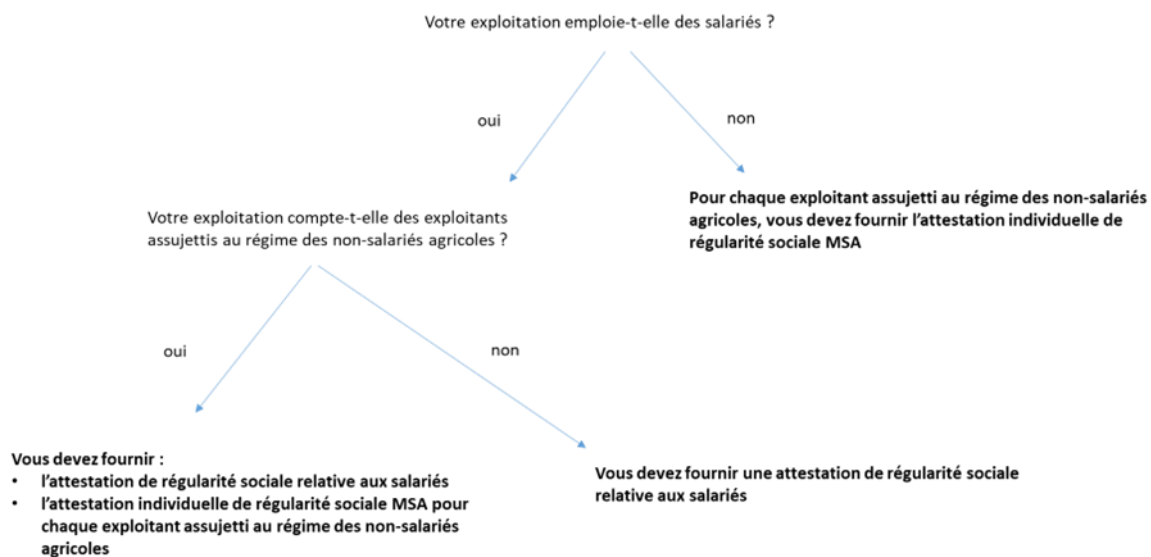 Votre exploitation emploie-t-elle des salariés ?
oui
non
Pour chaque exploitant assujetti au régime des non-salariés
agricoles, vous devez fournir l’attestation individuelle de
régularité sociale MSA
Votre exploitation compte-t-elle des exploitants
assujettis au régime des non-salariés agricoles ?
oui
non
Vous devez fournir :
• l’attestation de régularité sociale relative aux salariés
• l’attestation individuelle de régularité sociale MSA pour
chaque exploitant assujetti au régime des non-salariés
agricoles
Vous devez fournir une attestation de régularité sociale
relative aux salariés